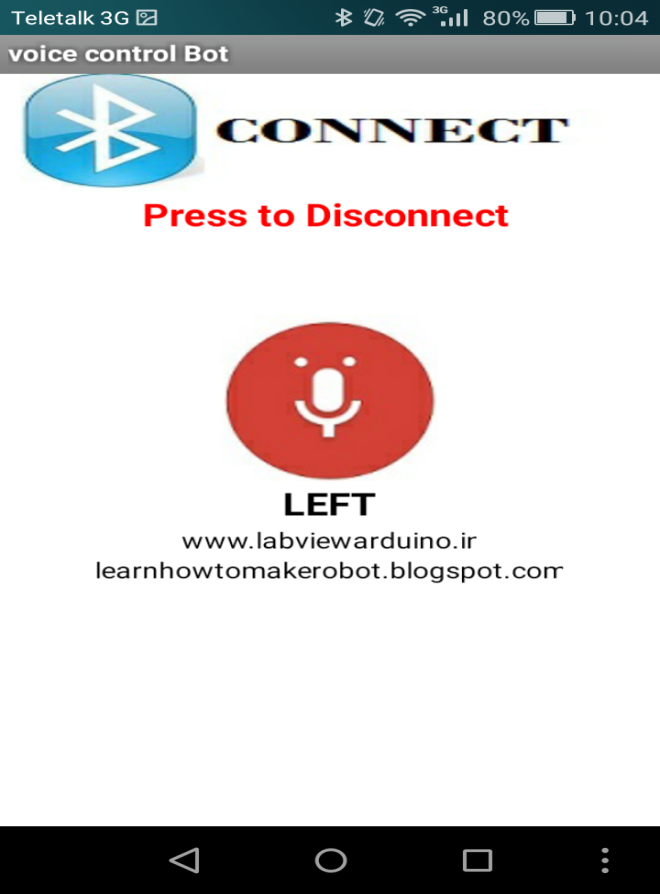 Teletalk 3G 3G 80% 10:04
voice control Bot
CONNECT
Press to Disconnect
LEFT
www.labviewarduino.ir
learnhowtomakerobot.blogspot.com